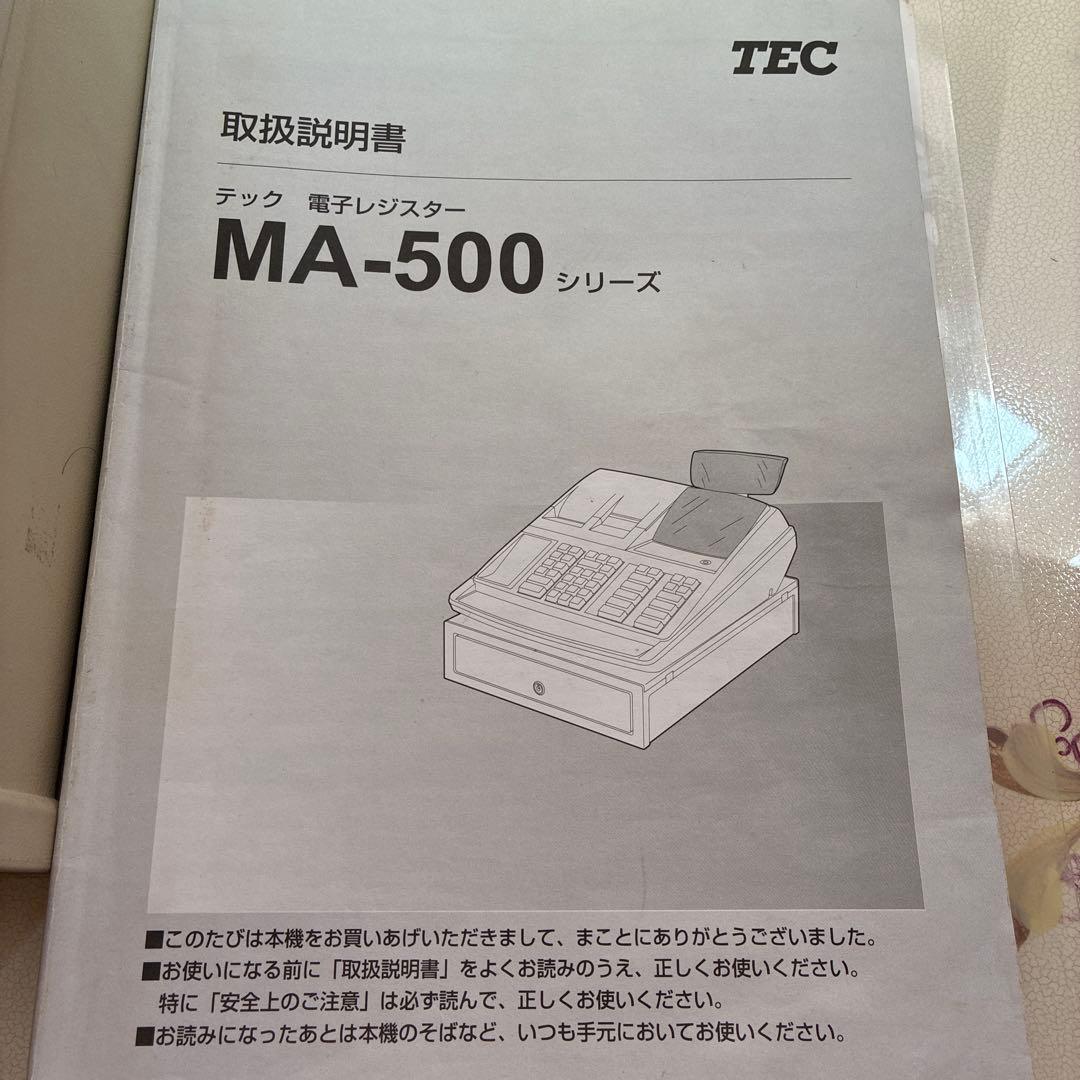 TEC
取扱説明書
テック 電子レジスター
MA-500 シリーズ
■このたびは本機をお買いあげいただきまして、まことにありがとうございました。
■お使いになる前に「取扱説明書」をよくお読みのうえ、正しくお使いください。
特に「安全上のご注意」は必ず読んで、正しくお使いください。
■お読みになったあとは本機のそばなど、いつも手元においてお使いください。